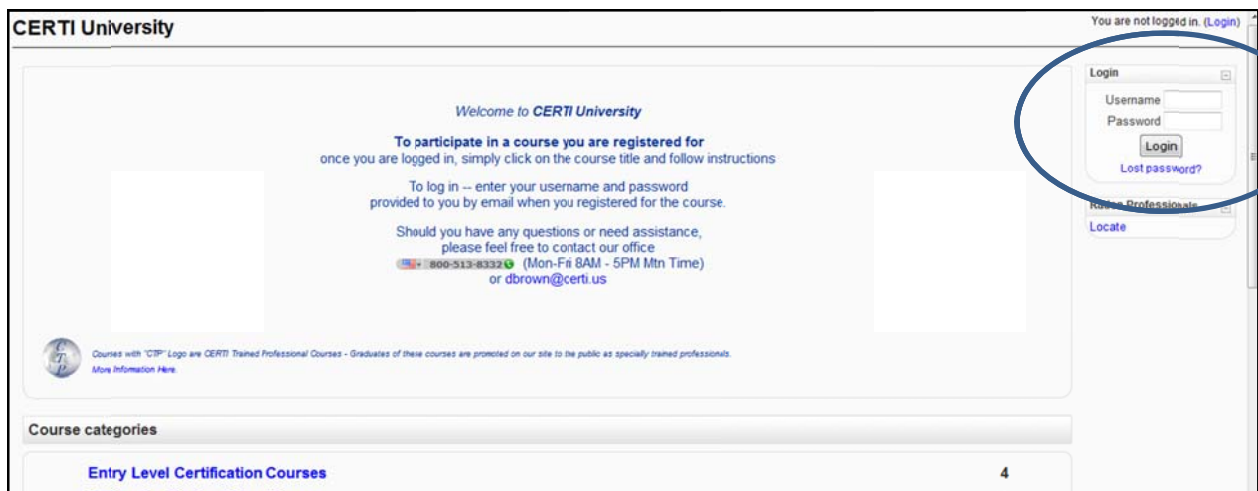 CERTI University
You are not logged in. (Login)
Welcome to CERTI University
To participate in a course you are registered for
once you are logged in, simply click on the course title and follow instructions
To log in -- enter your username and password
provided to you by email when you registered for the course.
Should you have any questions or need assistance,
please feel free to contact our office
800-513-8332 (Mon-Fri 8AM - 5PM Mtn Time)
or dbrown@certi.us
CTP
Courses with "CTP" Logo are CERTI Trained Professional Courses - Graduates of these courses are promoted on our site to the public as specially trained professionals.
More Information Here.
Login
Username
Password
Login
Lost password?
Radon Professionals
Locate
Course categories
Entry Level Certification Courses 4